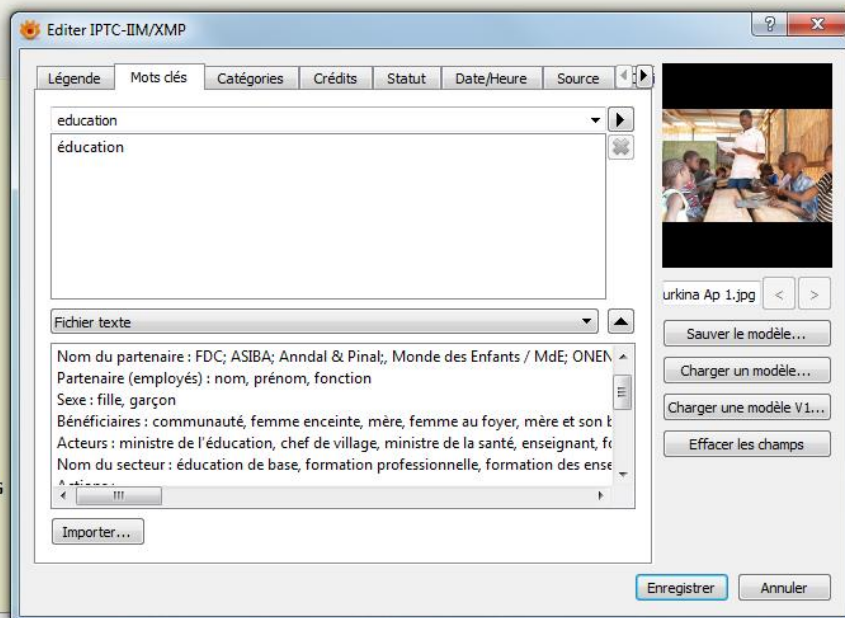 Editer IPTC-IIM/XMP
Légende Mots clés Catégories Crédits Statut Date/Heure Source
education
éducation
urkina Ap 1.jpg < >
Fichier texte
Sauver le modèle...
Nom du partenaire : FDC; ASIBA; Anndal & Pinal;, Monde des Enfants / MdE; ONEN
Charger un modèle...
Partenaire (employés) : nom, prénom, fonction
Sexe : fille, garçon
Charger une modèle V1...
Bénéficiaires : communauté, femme enceinte, mère, femme au foyer, mère et son
Acteurs : ministre de l'éducation, chef de village, ministre de la santé, enseignant,
Effacer les champs
Nom du secteur : éducation de base, formation professionnelle, formation des ense
Importer...
Enregistrer Annuler